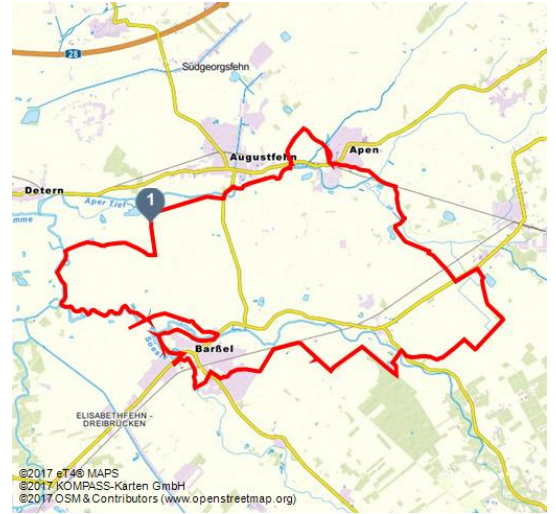 28
Südgeorgsfehn
Augustfehn
Apen
Detern
Aper Tief
mme
1
Soeste
Barßel
ELISABETHFEHN -
DREIBRÜCKEN
©2017 eT4® MAPS
©2017 KOMPASS-Karten GmbH
©2017 OSM & Contributors (www.openstreetmap.org)